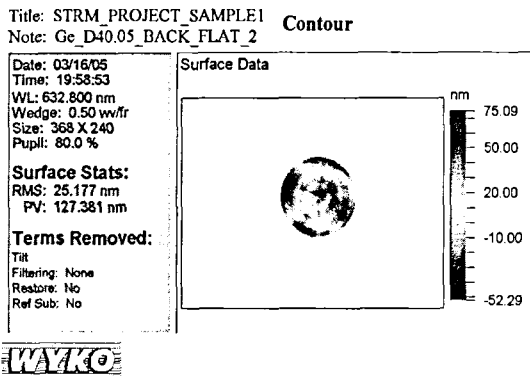 Title: STRM_PROJECT_SAMPLE1
Contour
Note: Ge_D40.05_BACK_FLAT_2
Date: 03/16/05
Time: 19:58:53
WL: 632.800 nm
Wedge: 0.50 wv/fr
Size: 368 X 240
Pupil: 80.0 %
Surface Stats:
RMS: 25.177 nm
PV: 127.381 nm
Terms Removed:
Tilt
Filtering: None
Restore: No
Ref Sub: No
Surface Data
nm
75.09
50.00
20.00
-10.00
-52.29
WYKO